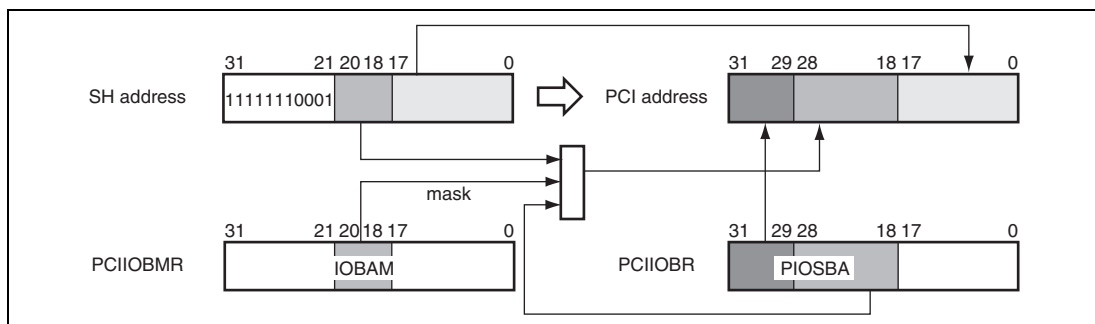 31 21 20 18 17 0
SH address 11111110001
31 29 28 18 17 0
PCI address
mask
31 21 20 18 17 0
PCIIOBMR IOBAM
31 29 28 18 17 0
PCIIOBR PIOSBA